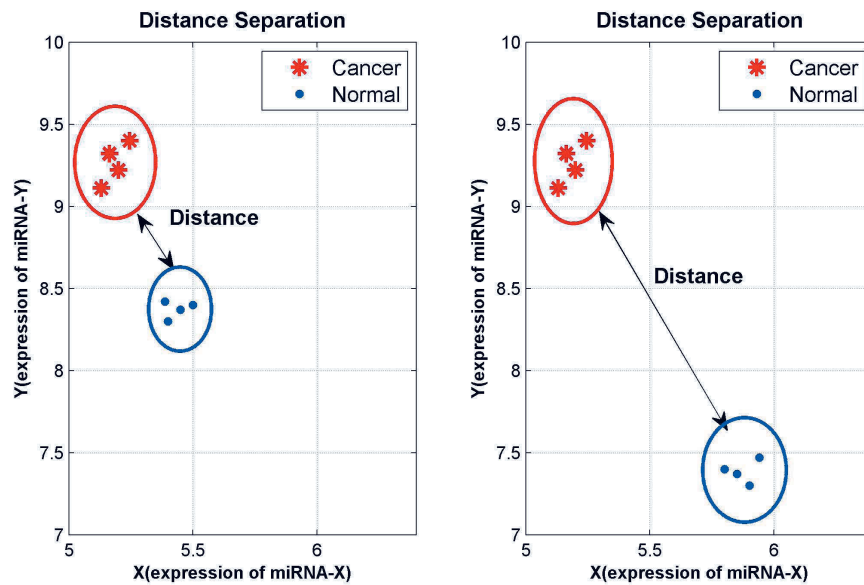 Distance Separation
10
9.5
9
8.5
8
7.5
7
Y(expression of miRNA-Y)
Cancer
Normal
Distance
5
5.5
6
X(expression of miRNA-X)
Distance Separation
10
9.5
9
8.5
8
7.5
7
Y(expression of miRNA-Y)
Cancer
Normal
Distance
5
5.5
6
X(expression of miRNA-X)